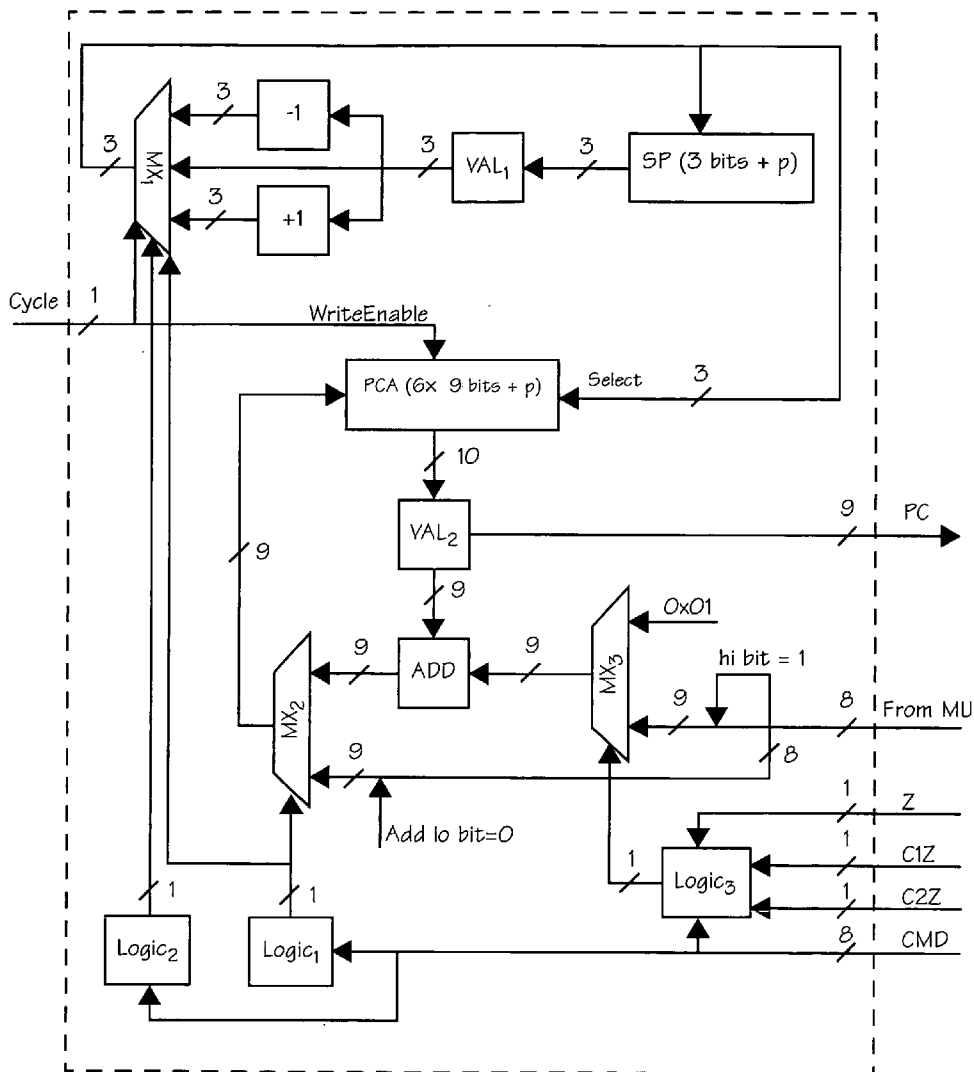 3
-1
3
MX1
3
VAL1
3
SP (3 bits + p)
3
+1
Cycle
1
WriteEnable
PCA (6x 9 bits + p)
Select
3
10
VAL2
9
PC
9
9
0x01
9
ADD
9
MX3
hi bit = 1
MX2
9
8
From MU
9
8
Add lo bit=0
1
Z
1
Logic3
1
C1Z
1
C2Z
1
1
Logic2
Logic1
8
CMD